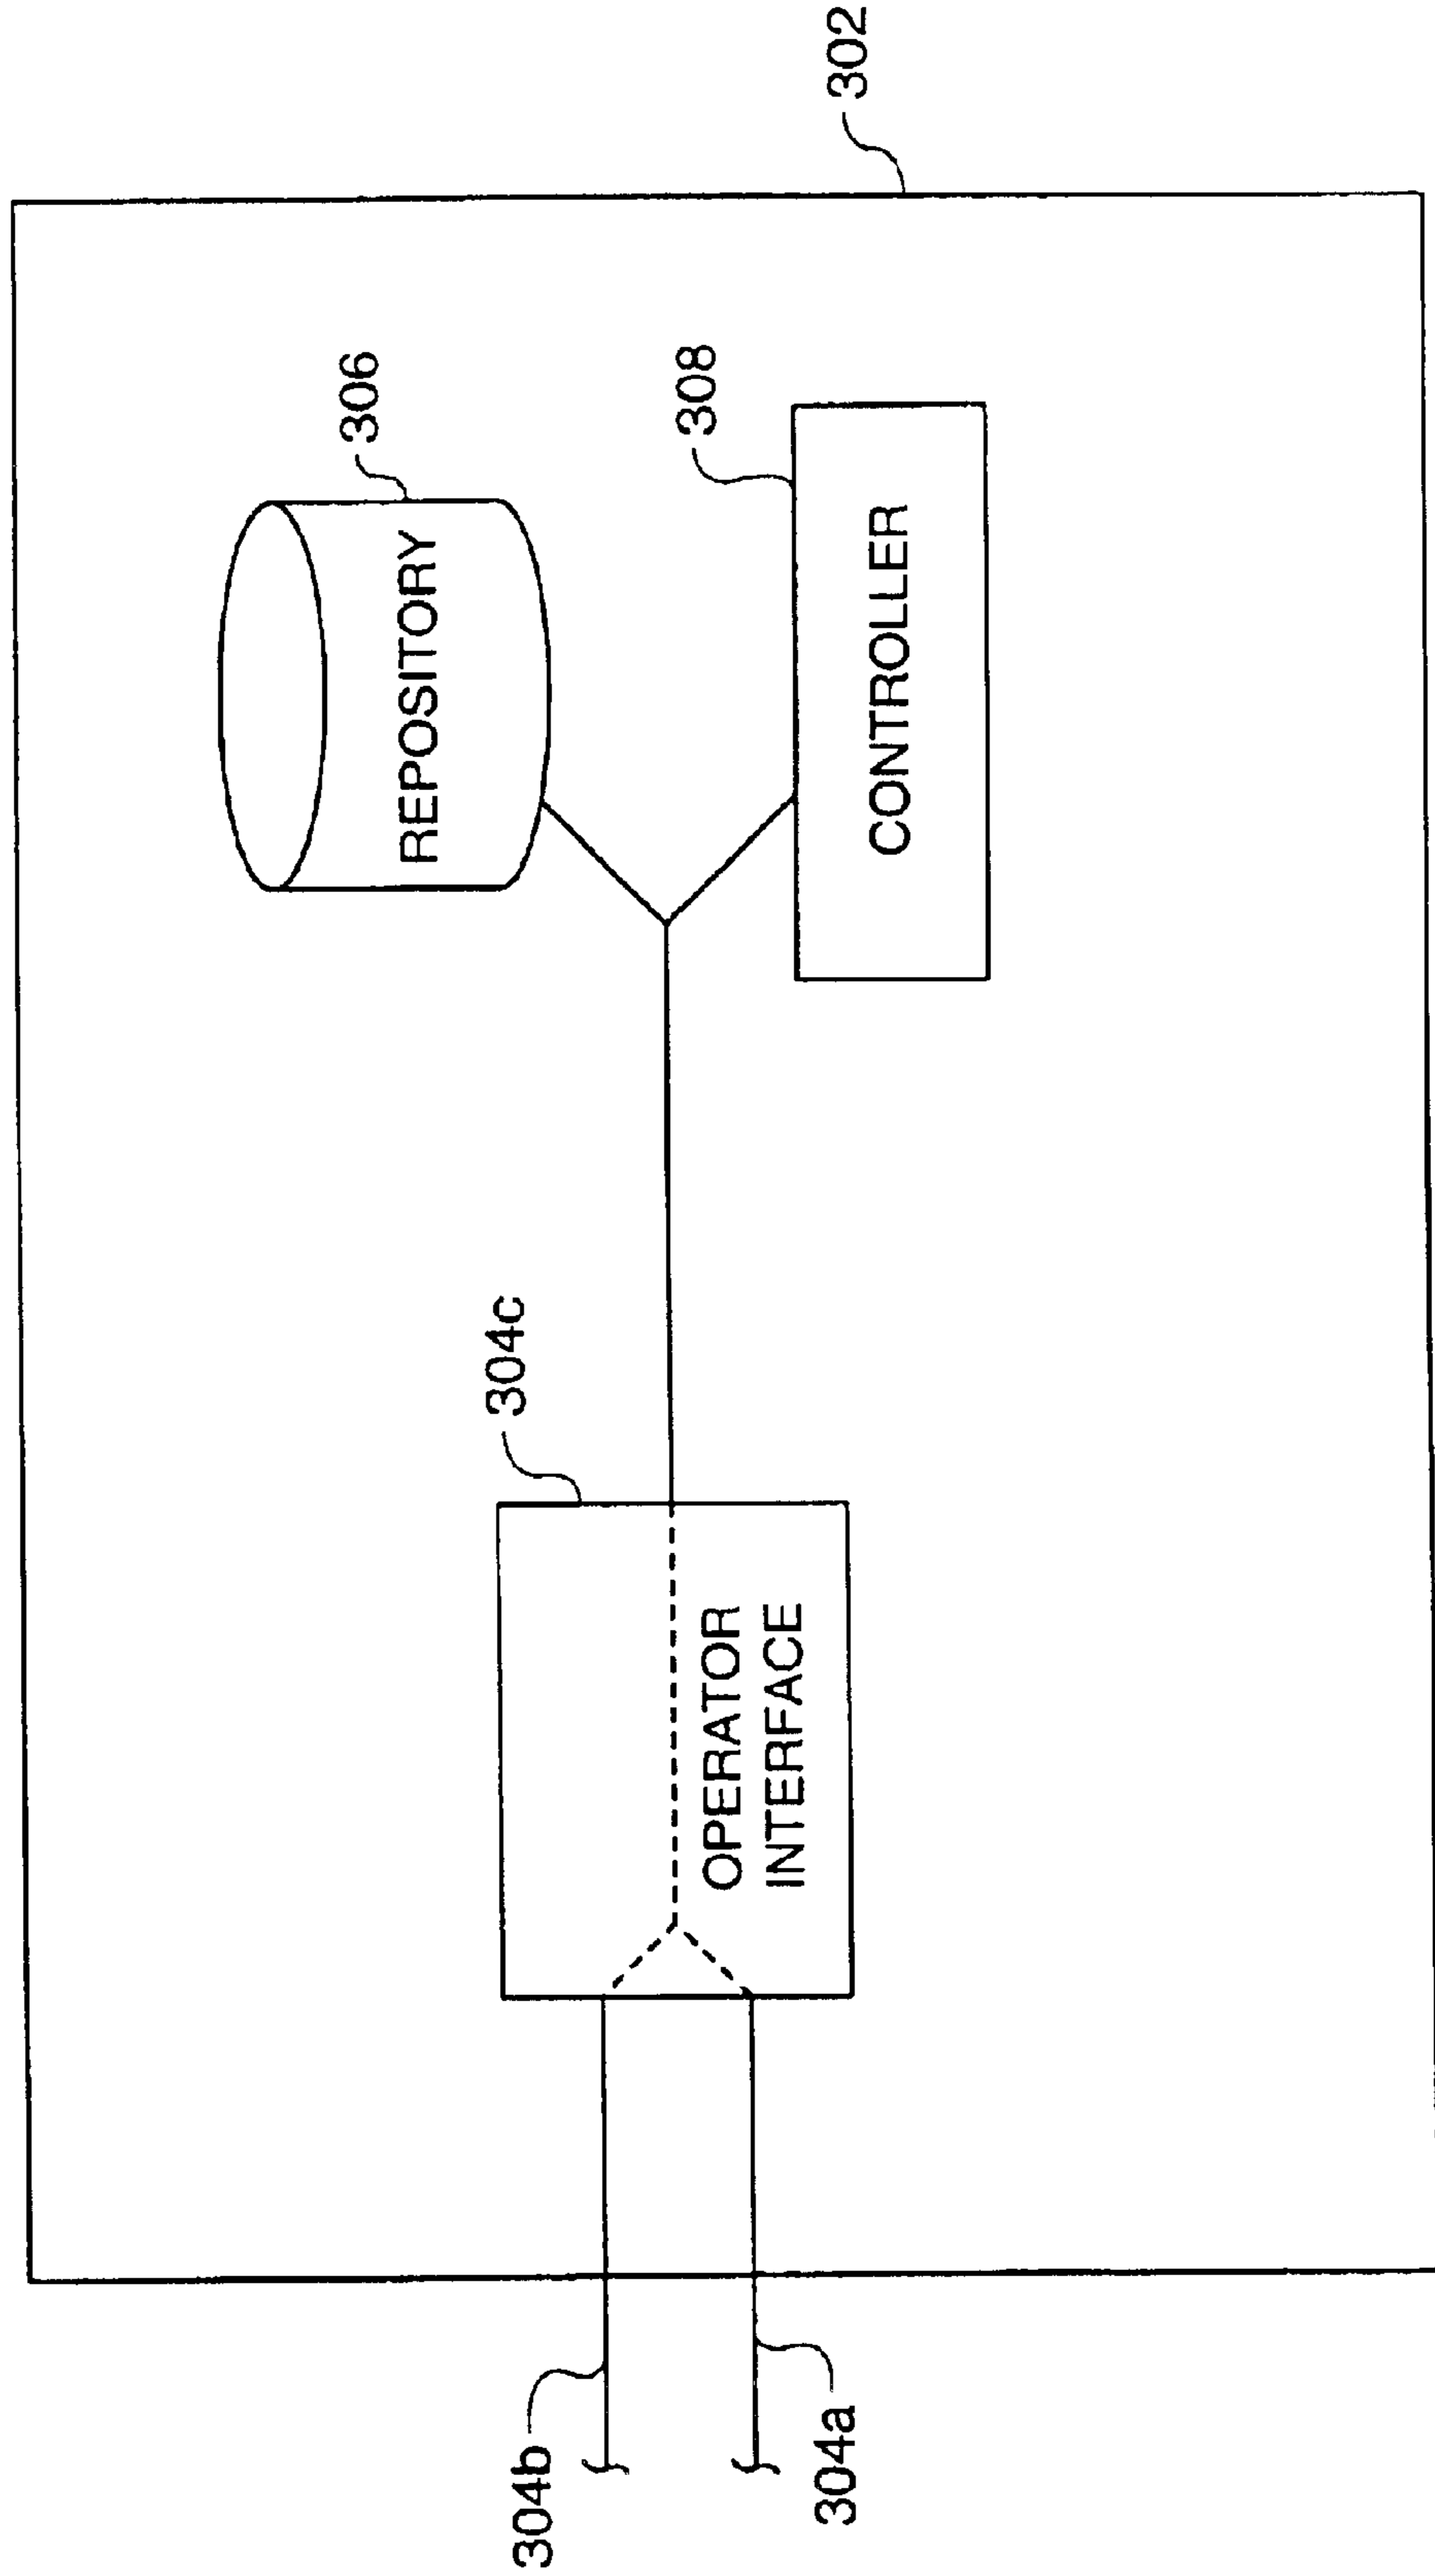 302
306
REPOSITORY
308
CONTROLLER
304c
OPERATOR
INTERFACE
304b
304a